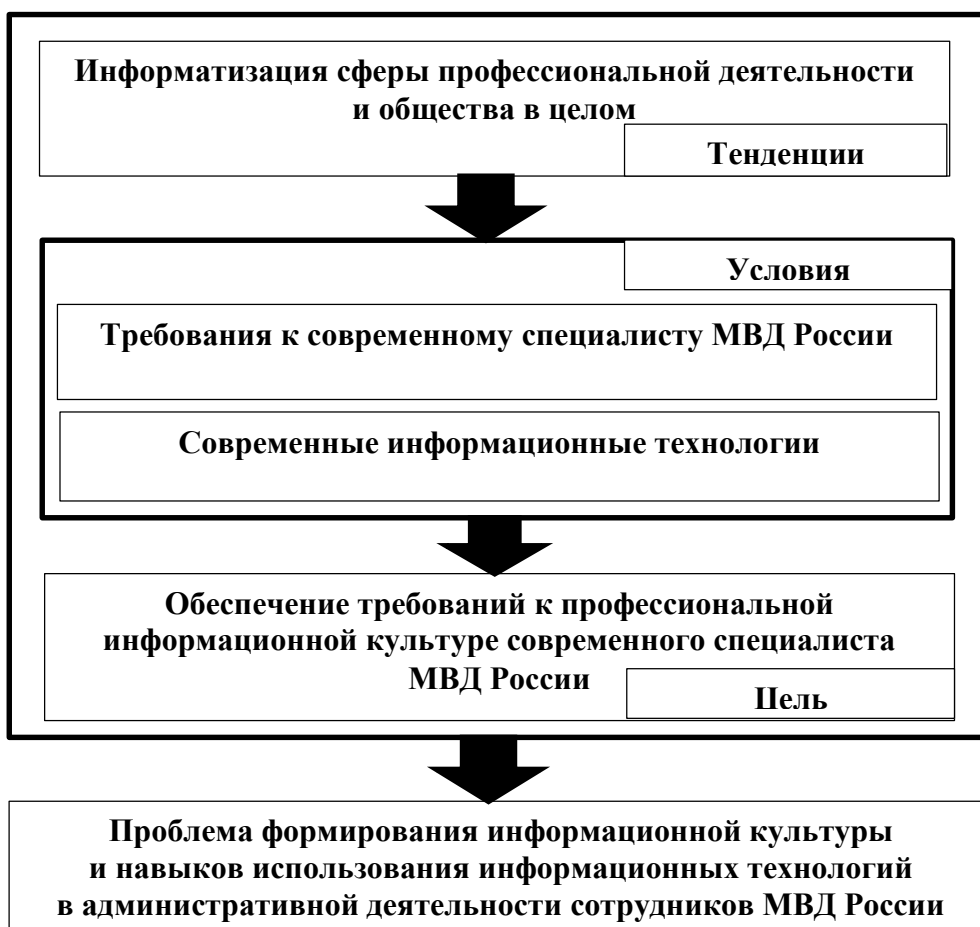 Информатизация сферы профессиональной деятельности
и общества в целом
Тенденции
Условия
Требования к современному специалисту МВД России
Современные информационные технологии
Обеспечение требований к профессиональной
информационной культуре современного специалиста
МВД России
Цель
Проблема формирования информационной культуры
и навыков использования информационных технологий
в административной деятельности сотрудников МВД России